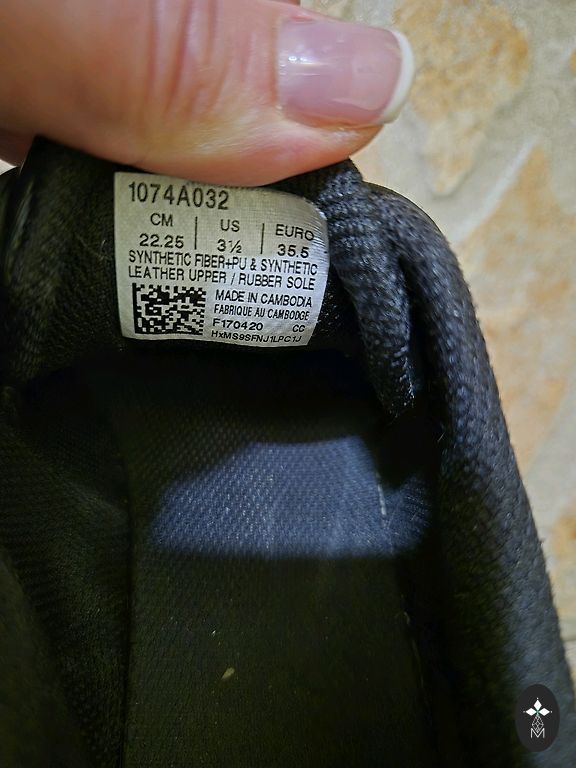 1074A032
CM | US | EURO
22.25 | 3½ | 35.5
SYNTHETIC FIBER+PU & SYNTHETIC
LEATHER UPPER / RUBBER SOLE
MADE IN CAMBODIA
FABRIQUE AU CAMBODGE
F170420 CC
HxMS9SFNJ1LPC1J
M